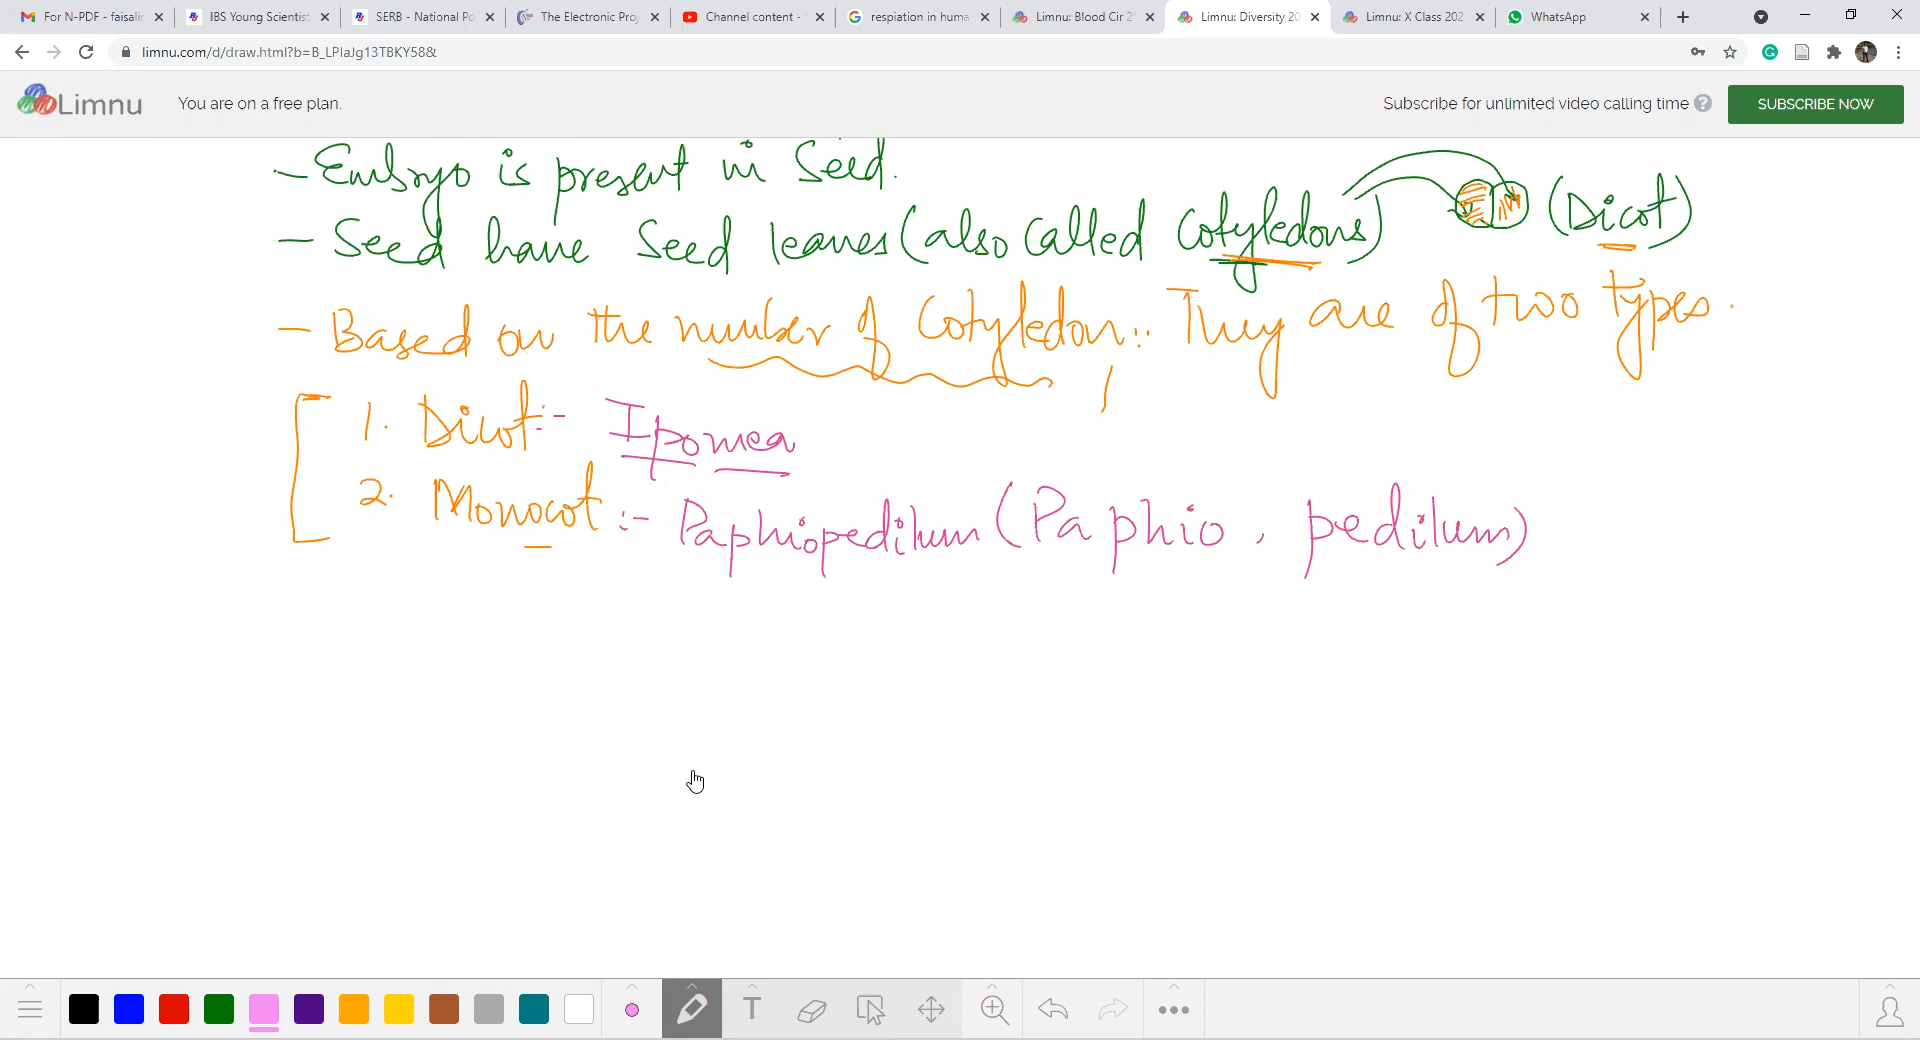 For N-PDF - faisalir
IBS Young Scientist
SERB - National Po
The Electronic Pro
Channel content -
respiation in huma
Limnu: Blood Cir 2
Limnu: Diversity 20
Limnu: X Class 202
WhatsApp
limnu.com/d/draw.html?b=B_LPlaJg13TBKY58&
Limnu
You are on a free plan.
Subscribe for unlimited video calling time ?
SUBSCRIBE NOW
- Embryo is present in Seed.
- Seed have Seed leaves (also called Cotyledons) (Dicot)
- Based on the number of Cotyledon:: They are of two types.
1. Dicot:- Ipomea
2. Monocot:- Paphiopedilum (Paphio, pedilum)
T